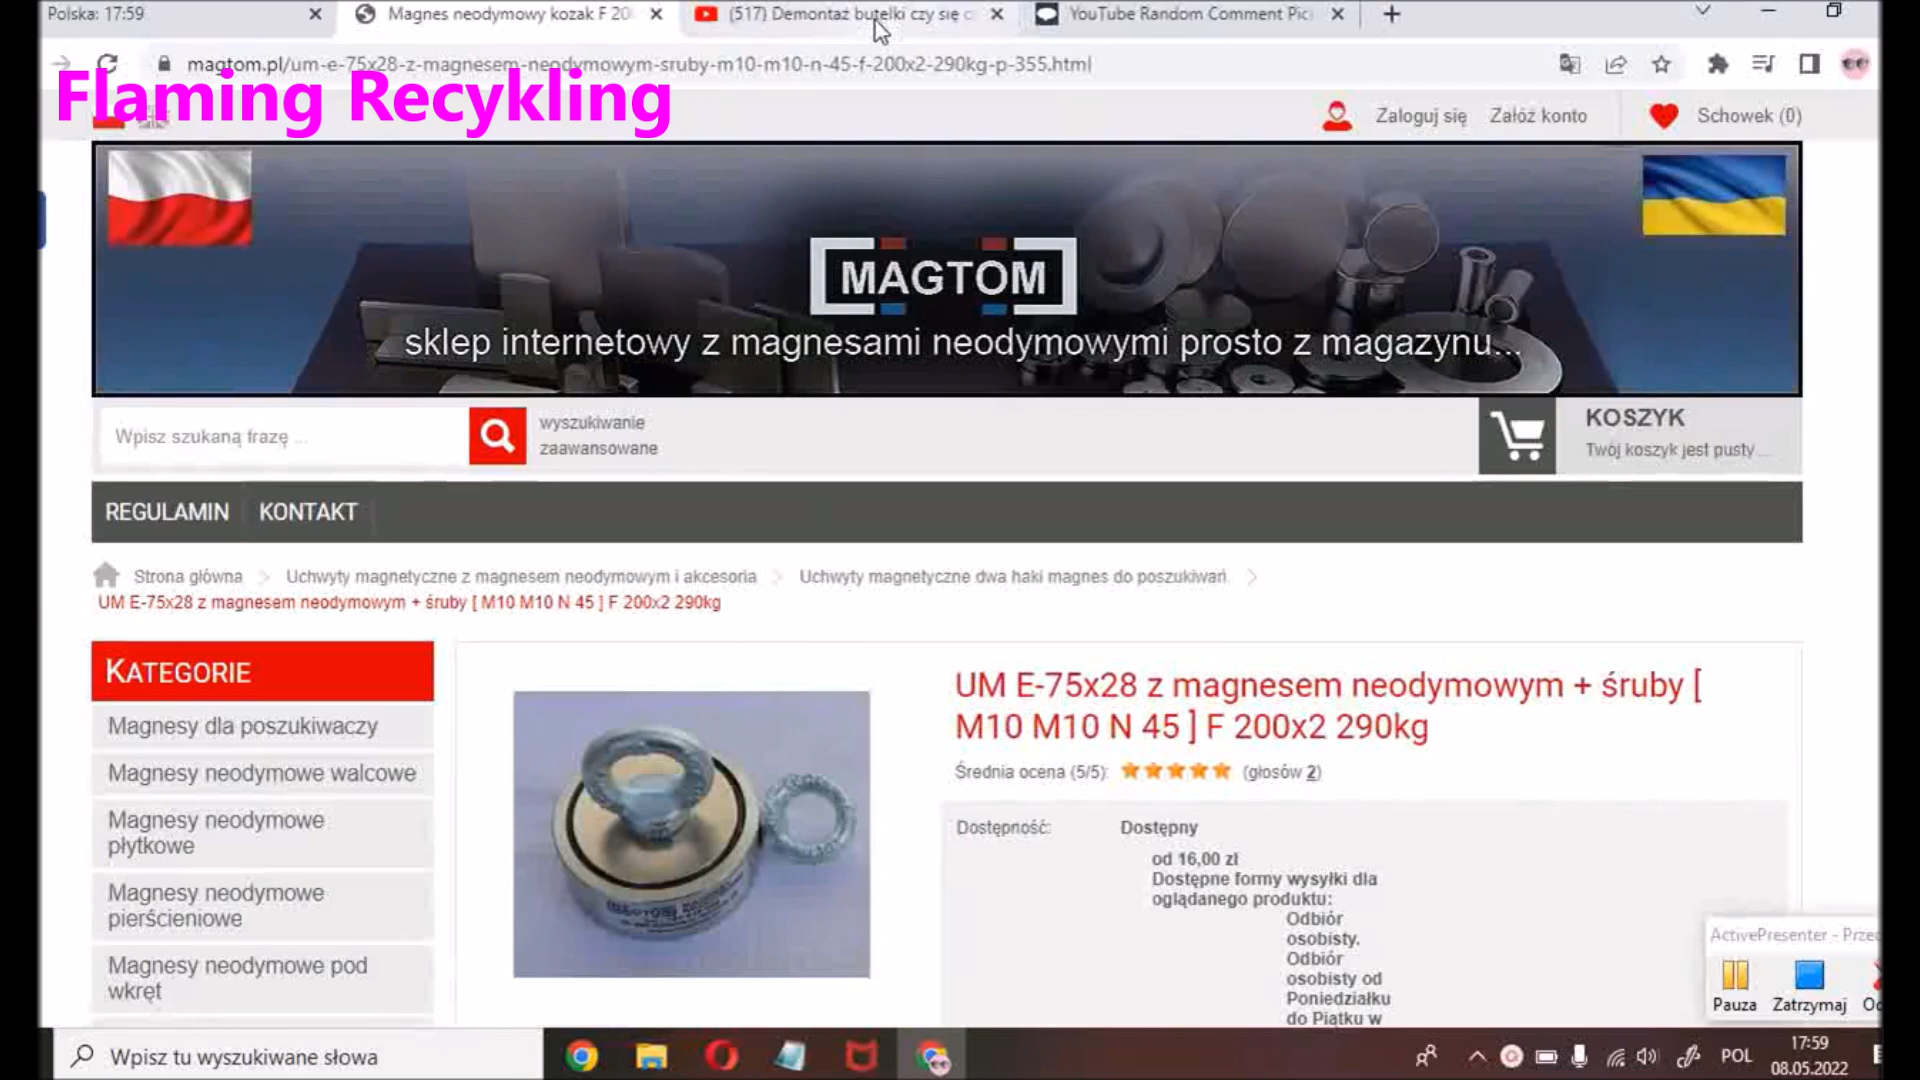 Polska: 17:59
Magnes neodymowy kozak F 20
(517) Demontaż butelki czy się c
YouTube Random Comment Pic
magtom.pl/um-e-75x28-z-magnesem-neodymowym-sruby-m10-m10-n-45-f-200x2-290kg-p-355.html
Flaming Recykling
Zaloguj się
Załóż konto
Schowek (0)
MAGTOM
sklep internetowy z magnesami neodymowymi prosto z magazynu...
Wpisz szukaną frazę ...
wyszukiwanie
zaawansowane
KOSZYK
Twój koszyk jest pusty ...
REGULAMIN
KONTAKT
Strona główna
Uchwyty magnetyczne z magnesem neodymowym i akcesoria
Uchwyty magnetyczne dwa haki magnes do poszukiwań
UM E-75x28 z magnesem neodymowym + śruby [ M10 M10 N 45 ] F 200x2 290kg
KATEGORIE
Magnesy dla poszukiwaczy
Magnesy neodymowe walcowe
Magnesy neodymowe
płytkowe
Magnesy neodymowe
pierścieniowe
Magnesy neodymowe pod
wkręt
UM E-75x28 z magnesem neodymowym + śruby [
M10 M10 N 45 ] F 200x2 290kg
Średnia ocena (5/5):
(głosów 2)
Dostępność:
Dostępny
od 16,00 zł
Dostępne formy wysyłki dla
oglądanego produktu:
Odbiór
osobisty.
Odbiór
osobisty od
Poniedziałku
do Piątku w
ActivePresenter - Przec
Pauza
Zatrzymaj
Od
Wpisz tu wyszukiwane słowa
POL
17:59
08.05.2022